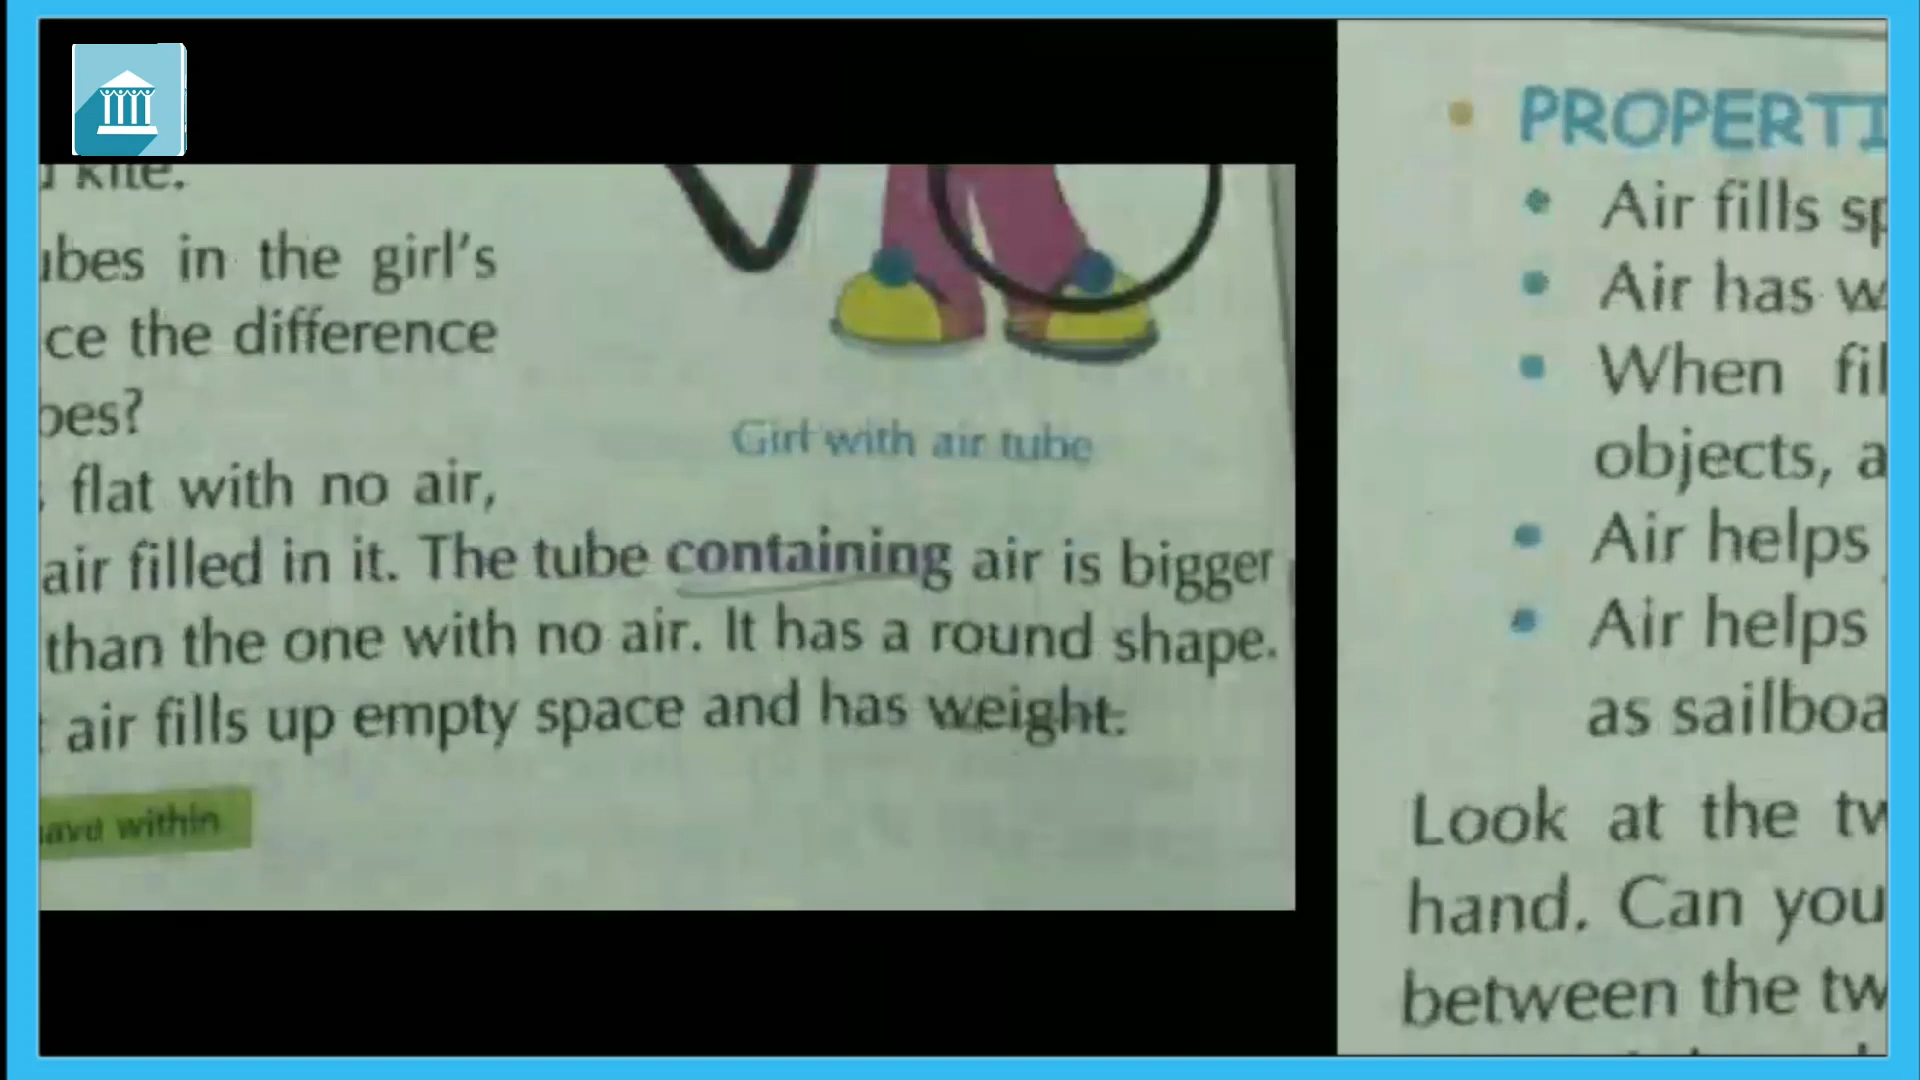 kite.
ubes in the girl's
ce the difference
bes?
flat with no air,
air filled in it. The tube containing air is bigger
than the one with no air. It has a round shape.
air fills up empty space and has weight.
Girl with air tube
have within
PROPERTI
Air fills sp
Air has w
When fil
objects, a
Air helps
Air helps
as sailboa
Look at the tw
hand. Can you
between the tw